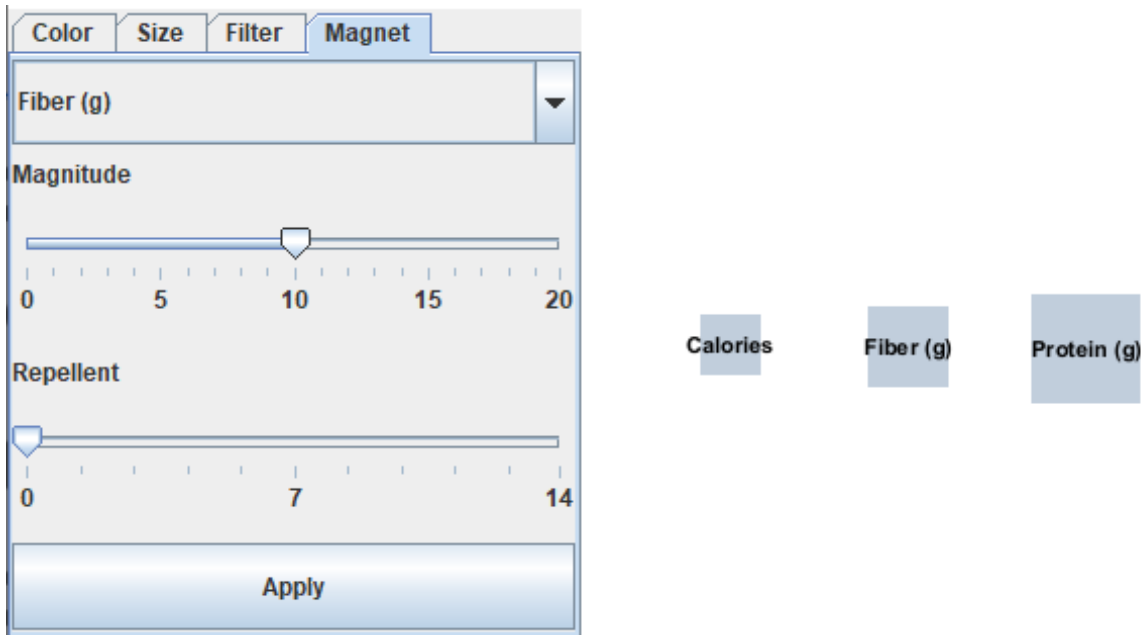 Color Size Filter Magnet
Fiber (g)
Magnitude
0 5 10 15 20
Repellent
0 7 14
Apply
Calories Fiber (g) Protein (g)